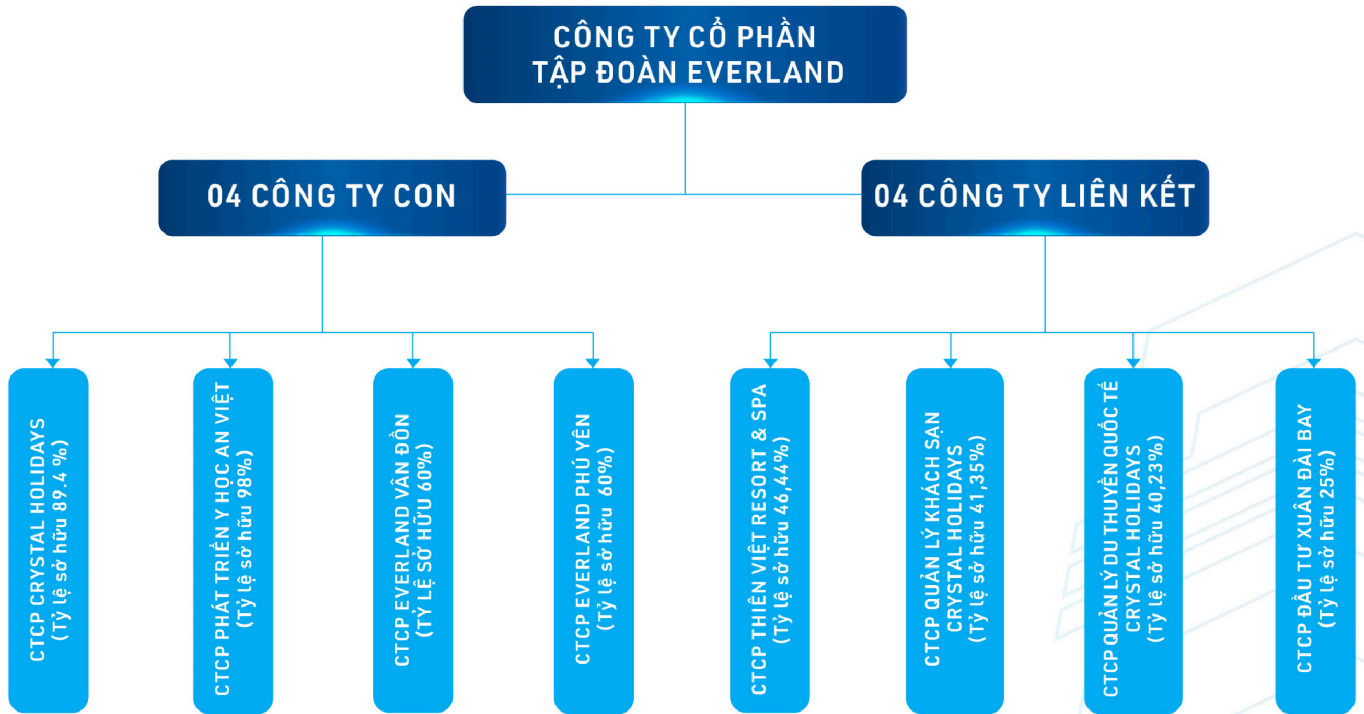 CÔNG TY CỔ PHẦN
TẬP ĐOÀN EVERLAND
04 CÔNG TY CON
04 CÔNG TY LIÊN KẾT
CTCP CRYSTAL HOLIDAYS
(Tỷ lệ sở hữu 89.4 %)
CTCP PHÁT TRIỂN Y HỌC AN VIỆT
(Tỷ lệ sở hữu 98%)
CTCP EVERLAND VÂN ĐỒN
(TỶ LỆ SỞ HỮU 60%)
CTCP EVERLAND PHÚ YÊN
(Tỷ lệ sở hữu 60%)
CTCP THIÊN VIỆT RESORT & SPA
(Tỷ lệ sở hữu 46,44%)
CTCP QUẢN LÝ KHÁCH SẠN
CRYSTAL HOLIDAYS
(Tỷ lệ sở hữu 41,35%)
CTCP QUẢN LÝ DU THUYỀN QUỐC TẾ
CRYSTAL HOLIDAYS
(Tỷ lệ sở hữu 40,23%)
CTCP ĐẦU TƯ XUÂN ĐÀI BAY
(Tỷ lệ sở hữu 25%)